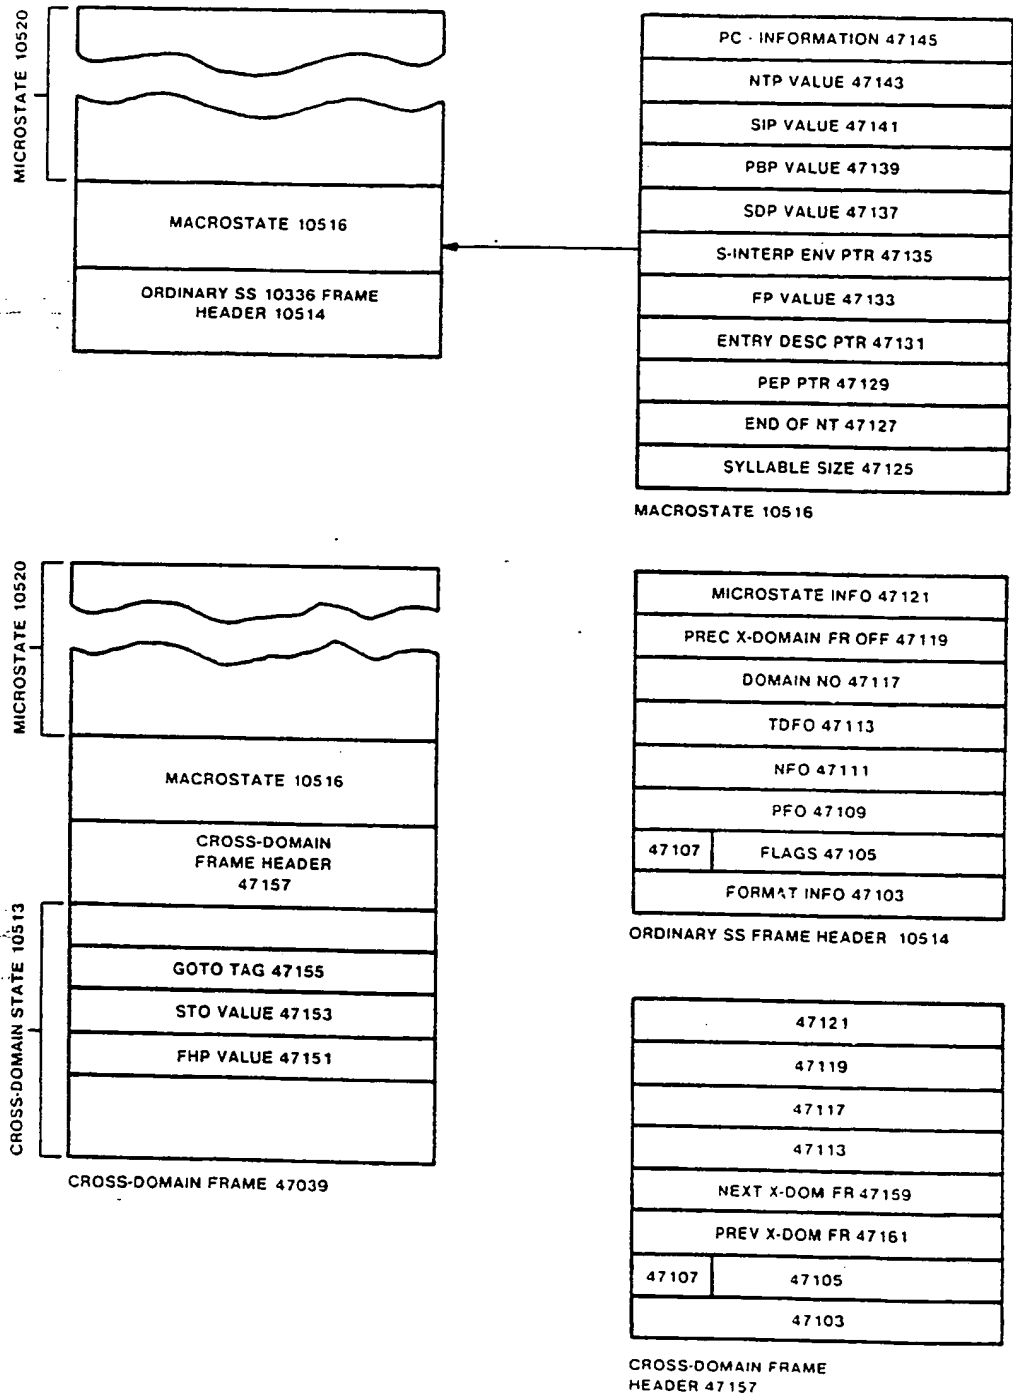 MICROSTATE 10520
MACROSTATE 10516
ORDINARY SS 10336 FRAME
HEADER 10514
PC - INFORMATION 47145
NTP VALUE 47143
SIP VALUE 47141
PBP VALUE 47139
SDP VALUE 47137
S-INTERP ENV PTR 47135
FP VALUE 47133
ENTRY DESC PTR 47131
PEP PTR 47129
END OF NT 47127
SYLLABLE SIZE 47125
MACROSTATE 10516
MICROSTATE 10520
MACROSTATE 10516
CROSS-DOMAIN
FRAME HEADER
47157
CROSS-DOMAIN STATE 10513
GOTO TAG 47155
STO VALUE 47153
FHP VALUE 47151
CROSS-DOMAIN FRAME 47039
MICROSTATE INFO 47121
PREC X-DOMAIN FR OFF 47119
DOMAIN NO 47117
TDFO 47113
NFO 47111
PFO 47109
47107 FLAGS 47105
FORMAT INFO 47103
ORDINARY SS FRAME HEADER 10514
47121
47119
47117
47113
NEXT X-DOM FR 47159
PREV X-DOM FR 47161
47107 47105
47103
CROSS-DOMAIN FRAME
HEADER 47157